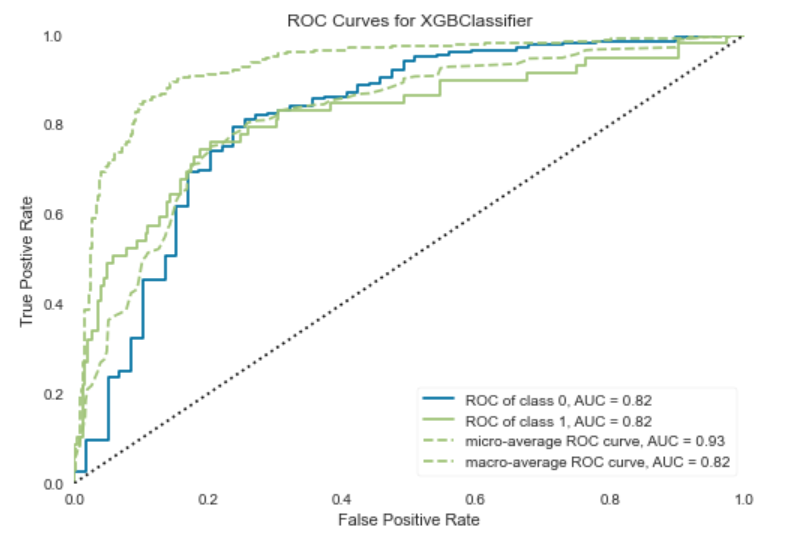 ROC Curves for XGBClassifier
1.0
0.8
0.6
0.4
0.2
0.0
True Postive Rate
ROC of class 0, AUC = 0.82
ROC of class 1, AUC = 0.82
micro-average ROC curve, AUC = 0.93
macro-average ROC curve, AUC = 0.82
0.0 0.2 0.4 0.6 0.8 1.0
False Positive Rate